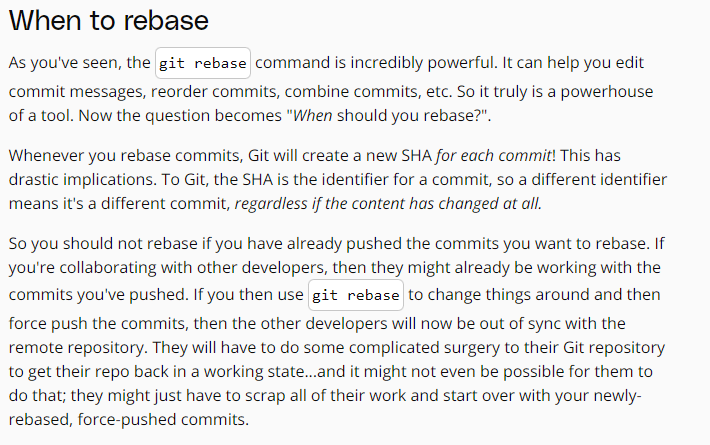 When to rebase
As you've seen, the git rebase command is incredibly powerful. It can help you edit
commit messages, reorder commits, combine commits, etc. So it truly is a powerhouse
of a tool. Now the question becomes "When should you rebase?".
Whenever you rebase commits, Git will create a new SHA for each commit! This has
drastic implications. To Git, the SHA is the identifier for a commit, so a different identifier
means it's a different commit, regardless if the content has changed at all.
So you should not rebase if you have already pushed the commits you want to rebase. If
you're collaborating with other developers, then they might already be working with the
commits you've pushed. If you then use git rebase to change things around and then
force push the commits, then the other developers will now be out of sync with the
remote repository. They will have to do some complicated surgery to their Git repository
to get their repo back in a working state...and it might not even be possible for them to
do that; they might just have to scrap all of their work and start over with your newly-
rebased, force-pushed commits.